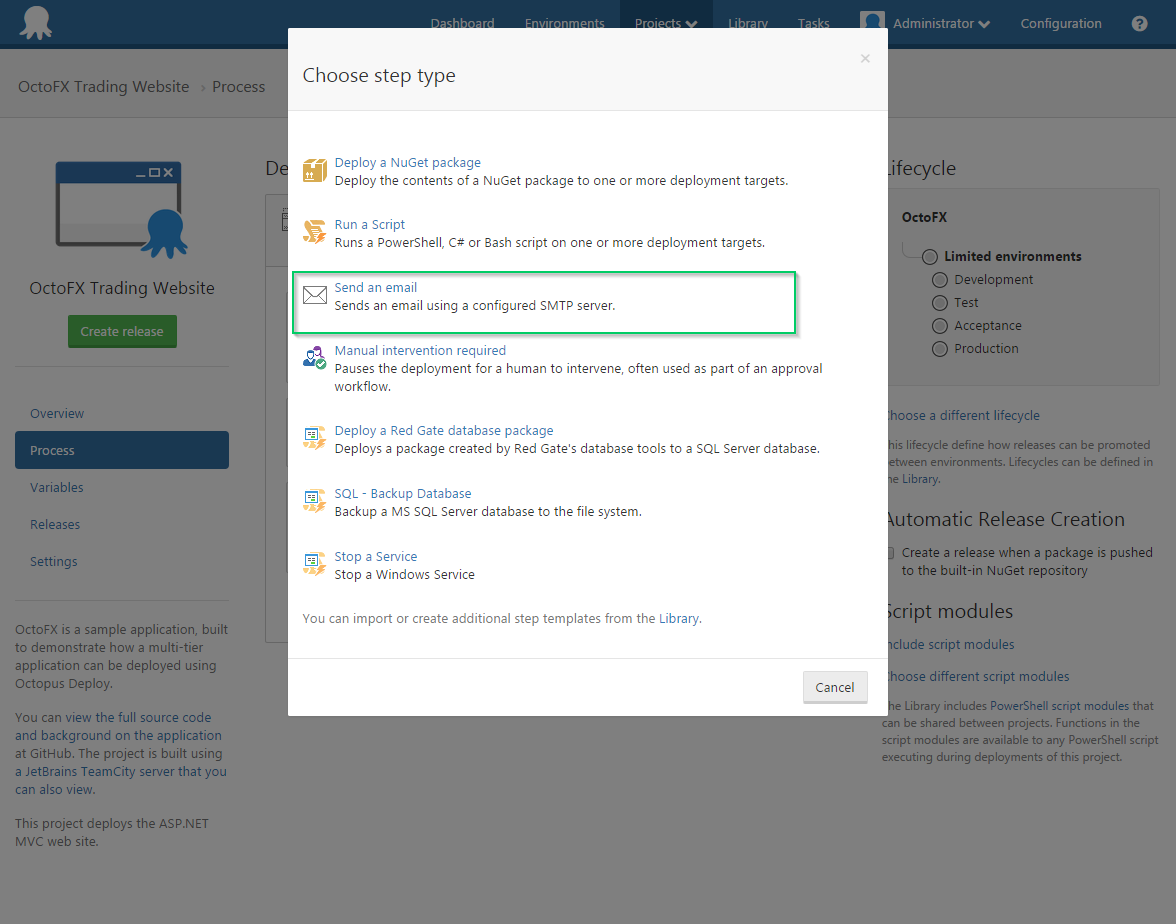 Dashboard
Environments
Projects
Library
Tasks
Administrator
Configuration
?
OctoFX Trading Website › Process
Choose step type
×
Deploy a NuGet package
Deploy the contents of a NuGet package to one or more deployment targets.
Run a Script
Runs a PowerShell, C# or Bash script on one or more deployment targets.
Send an email
Sends an email using a configured SMTP server.
Manual intervention required
Pauses the deployment for a human to intervene, often used as part of an approval
workflow.
Deploy a Red Gate database package
Deploys a package created by Red Gate's database tools to a SQL Server database.
SQL - Backup Database
Backup a MS SQL Server database to the file system.
Stop a Service
Stop a Windows Service
You can import or create additional step templates from the Library.
Cancel
OctoFX Trading Website
Create release
Overview
Process
Variables
Releases
Settings
OctoFX is a sample application, built
to demonstrate how a multi-tier
application can be deployed using
Octopus Deploy.
You can view the full source code
and background on the application
at GitHub. The project is built using
a JetBrains TeamCity server that you
can also view.
This project deploys the ASP.NET
MVC web site.
De
Lifecycle
OctoFX
Limited environments
Development
Test
Acceptance
Production
Choose a different lifecycle
This lifecycle define how releases can be promoted
between environments. Lifecycles can be defined in
the Library.
Automatic Release Creation
Create a release when a package is pushed
to the built-in NuGet repository
Script modules
Include script modules
Choose different script modules
The Library includes PowerShell script modules that
can be shared between projects. Functions in the
script modules are available to any PowerShell script
executing during deployments of this project.